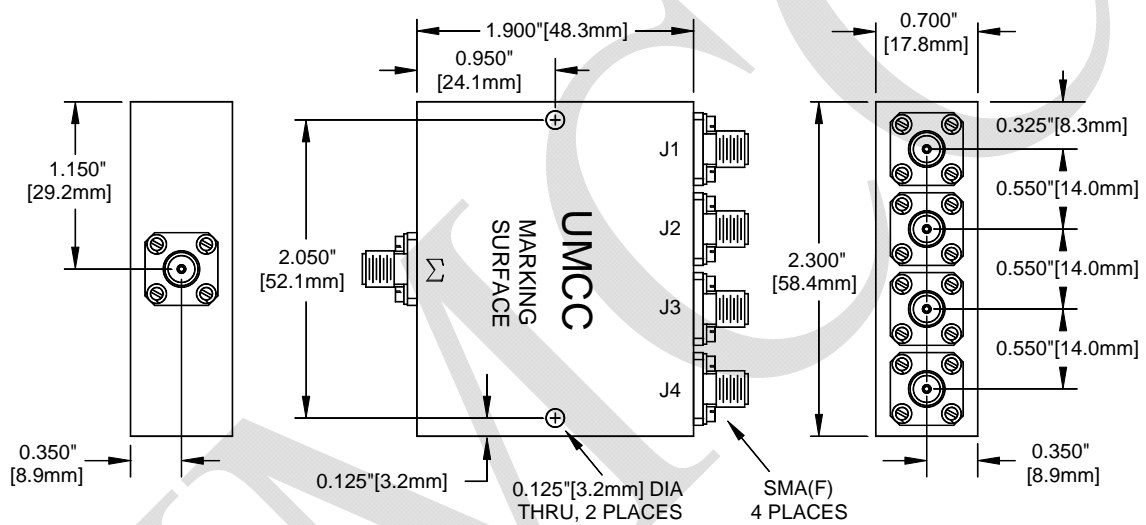 1.900"[48.3mm]
0.950"
[24.1mm]
0.700"
[17.8mm]
1.150"
[29.2mm]
0.350"
[8.9mm]
2.050"
[52.1mm]
Σ
MARKING
SURFACE
UMCC
J1
J2
J3
J4
0.125"[3.2mm]
0.125"[3.2mm] DIA
THRU, 2 PLACES
SMA(F)
4 PLACES
2.300"
[58.4mm]
0.325"[8.3mm]
0.550"[14.0mm]
0.550"[14.0mm]
0.550"[14.0mm]
0.350"
[8.9mm]